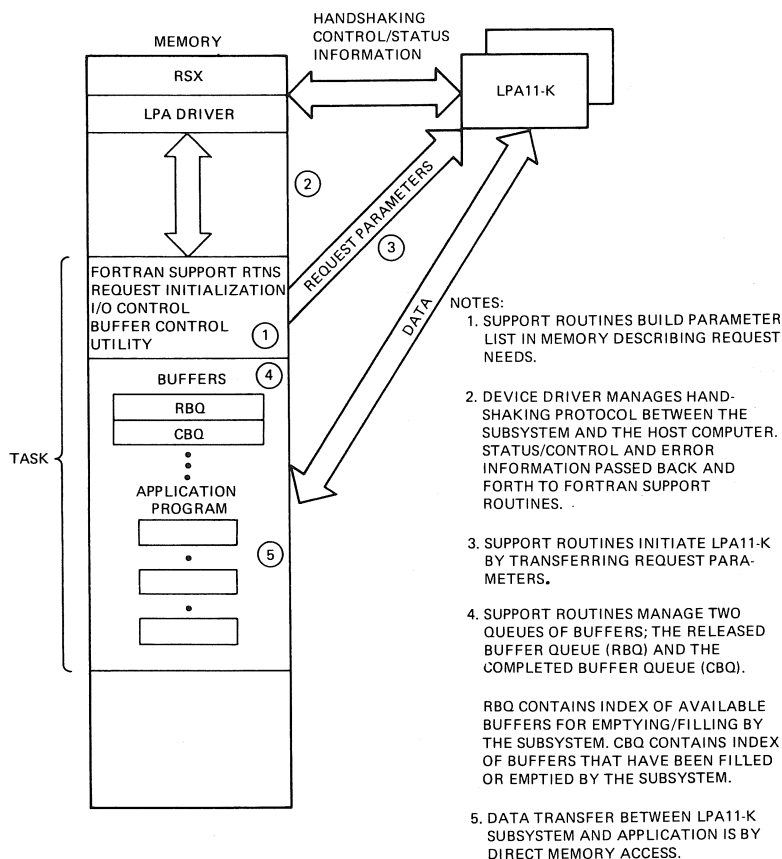 HANDSHAKING
CONTROL/STATUS
INFORMATION
MEMORY
RSX
LPA11-K
LPA DRIVER
2
REQUEST PARAMETERS
3
DATA
FORTRAN SUPPORT RTNS
REQUEST INITIALIZATION
I/O CONTROL
BUFFER CONTROL
UTILITY
1
BUFFERS
4
RBQ
CBQ
TASK
APPLICATION
PROGRAM
5
NOTES:
1. SUPPORT ROUTINES BUILD PARAMETER
LIST IN MEMORY DESCRIBING REQUEST
NEEDS.
2. DEVICE DRIVER MANAGES HAND-
SHAKING PROTOCOL BETWEEN THE
SUBSYSTEM AND THE HOST COMPUTER.
STATUS/CONTROL AND ERROR
INFORMATION PASSED BACK AND
FORTH TO FORTRAN SUPPORT
ROUTINES.
3. SUPPORT ROUTINES INITIATE LPA11-K
BY TRANSFERRING REQUEST PARA-
METERS.
4. SUPPORT ROUTINES MANAGE TWO
QUEUES OF BUFFERS; THE RELEASED
BUFFER QUEUE (RBQ) AND THE
COMPLETED BUFFER QUEUE (CBQ).
RBQ CONTAINS INDEX OF AVAILABLE
BUFFERS FOR EMPTYING/FILLING BY
THE SUBSYSTEM. CBQ CONTAINS INDEX
OF BUFFERS THAT HAVE BEEN FILLED
OR EMPTIED BY THE SUBSYSTEM.
5. DATA TRANSFER BETWEEN LPA11-K
SUBSYSTEM AND APPLICATION IS BY
DIRECT MEMORY ACCESS.